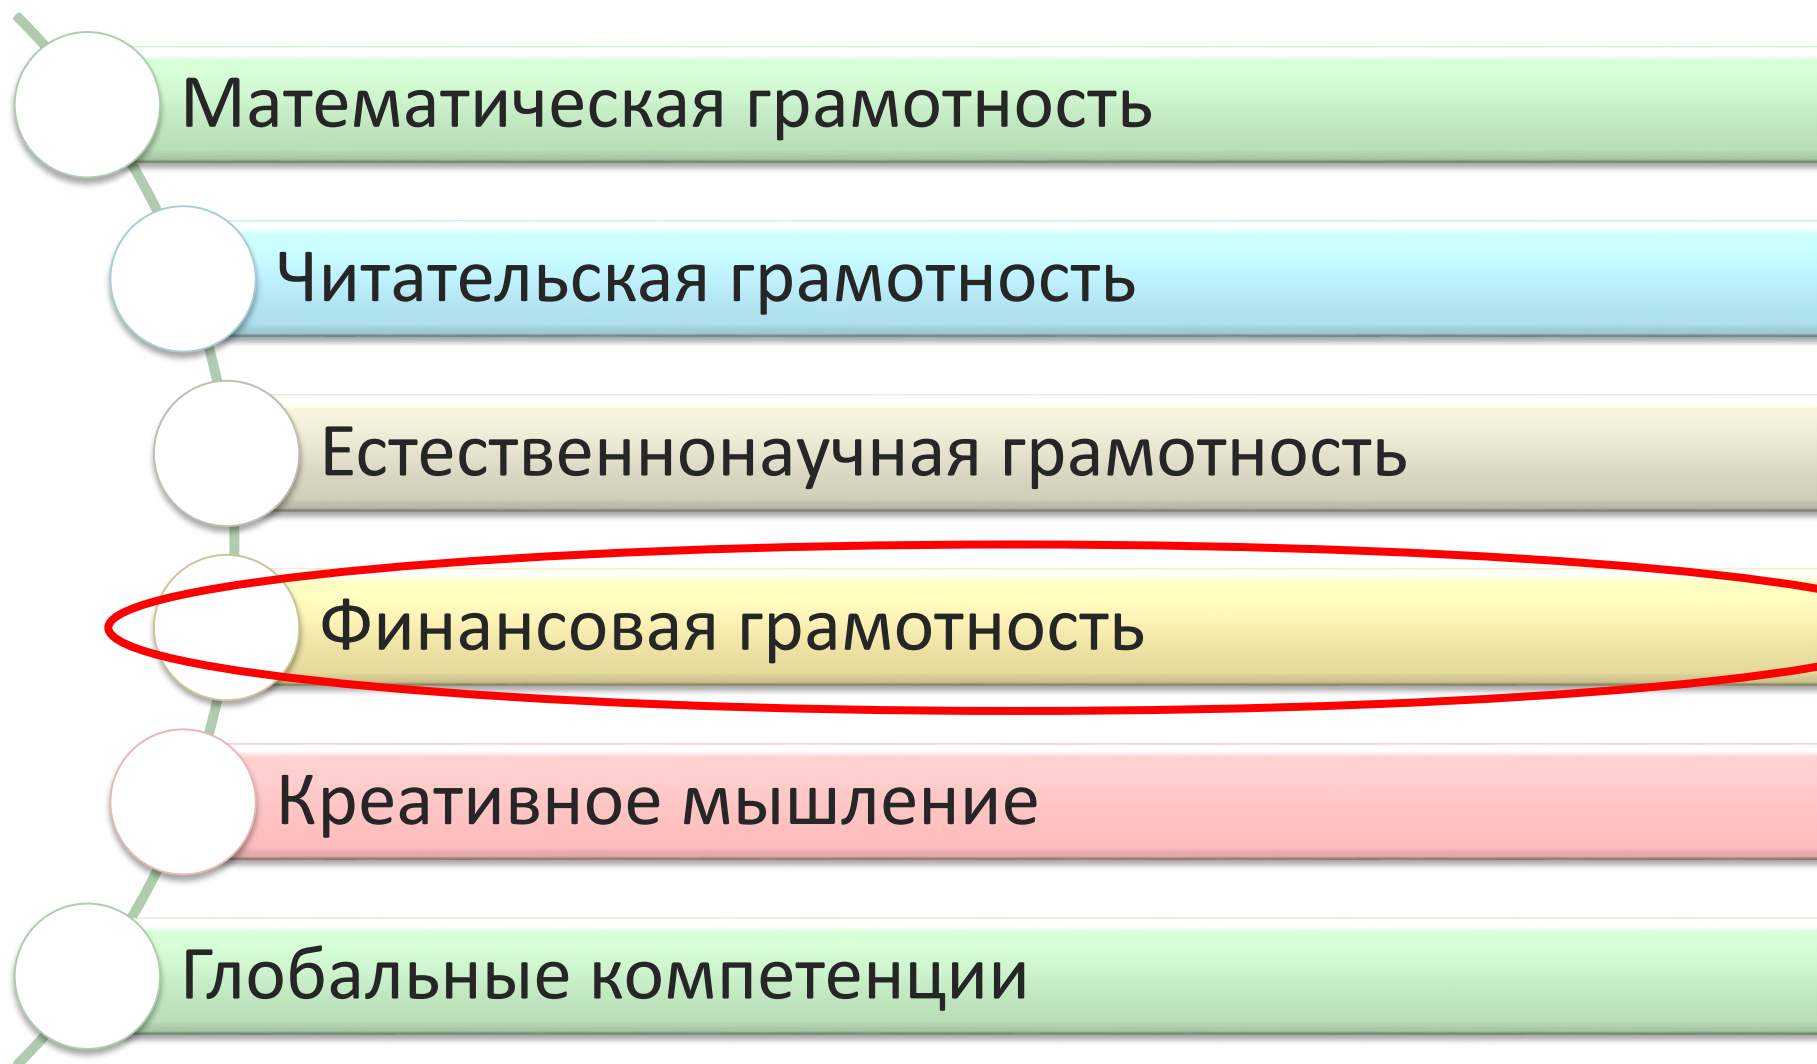 Математическая грамотность
Читательская грамотность
Естественнонаучная грамотность
Финансовая грамотность
Креативное мышление
Глобальные компетенции